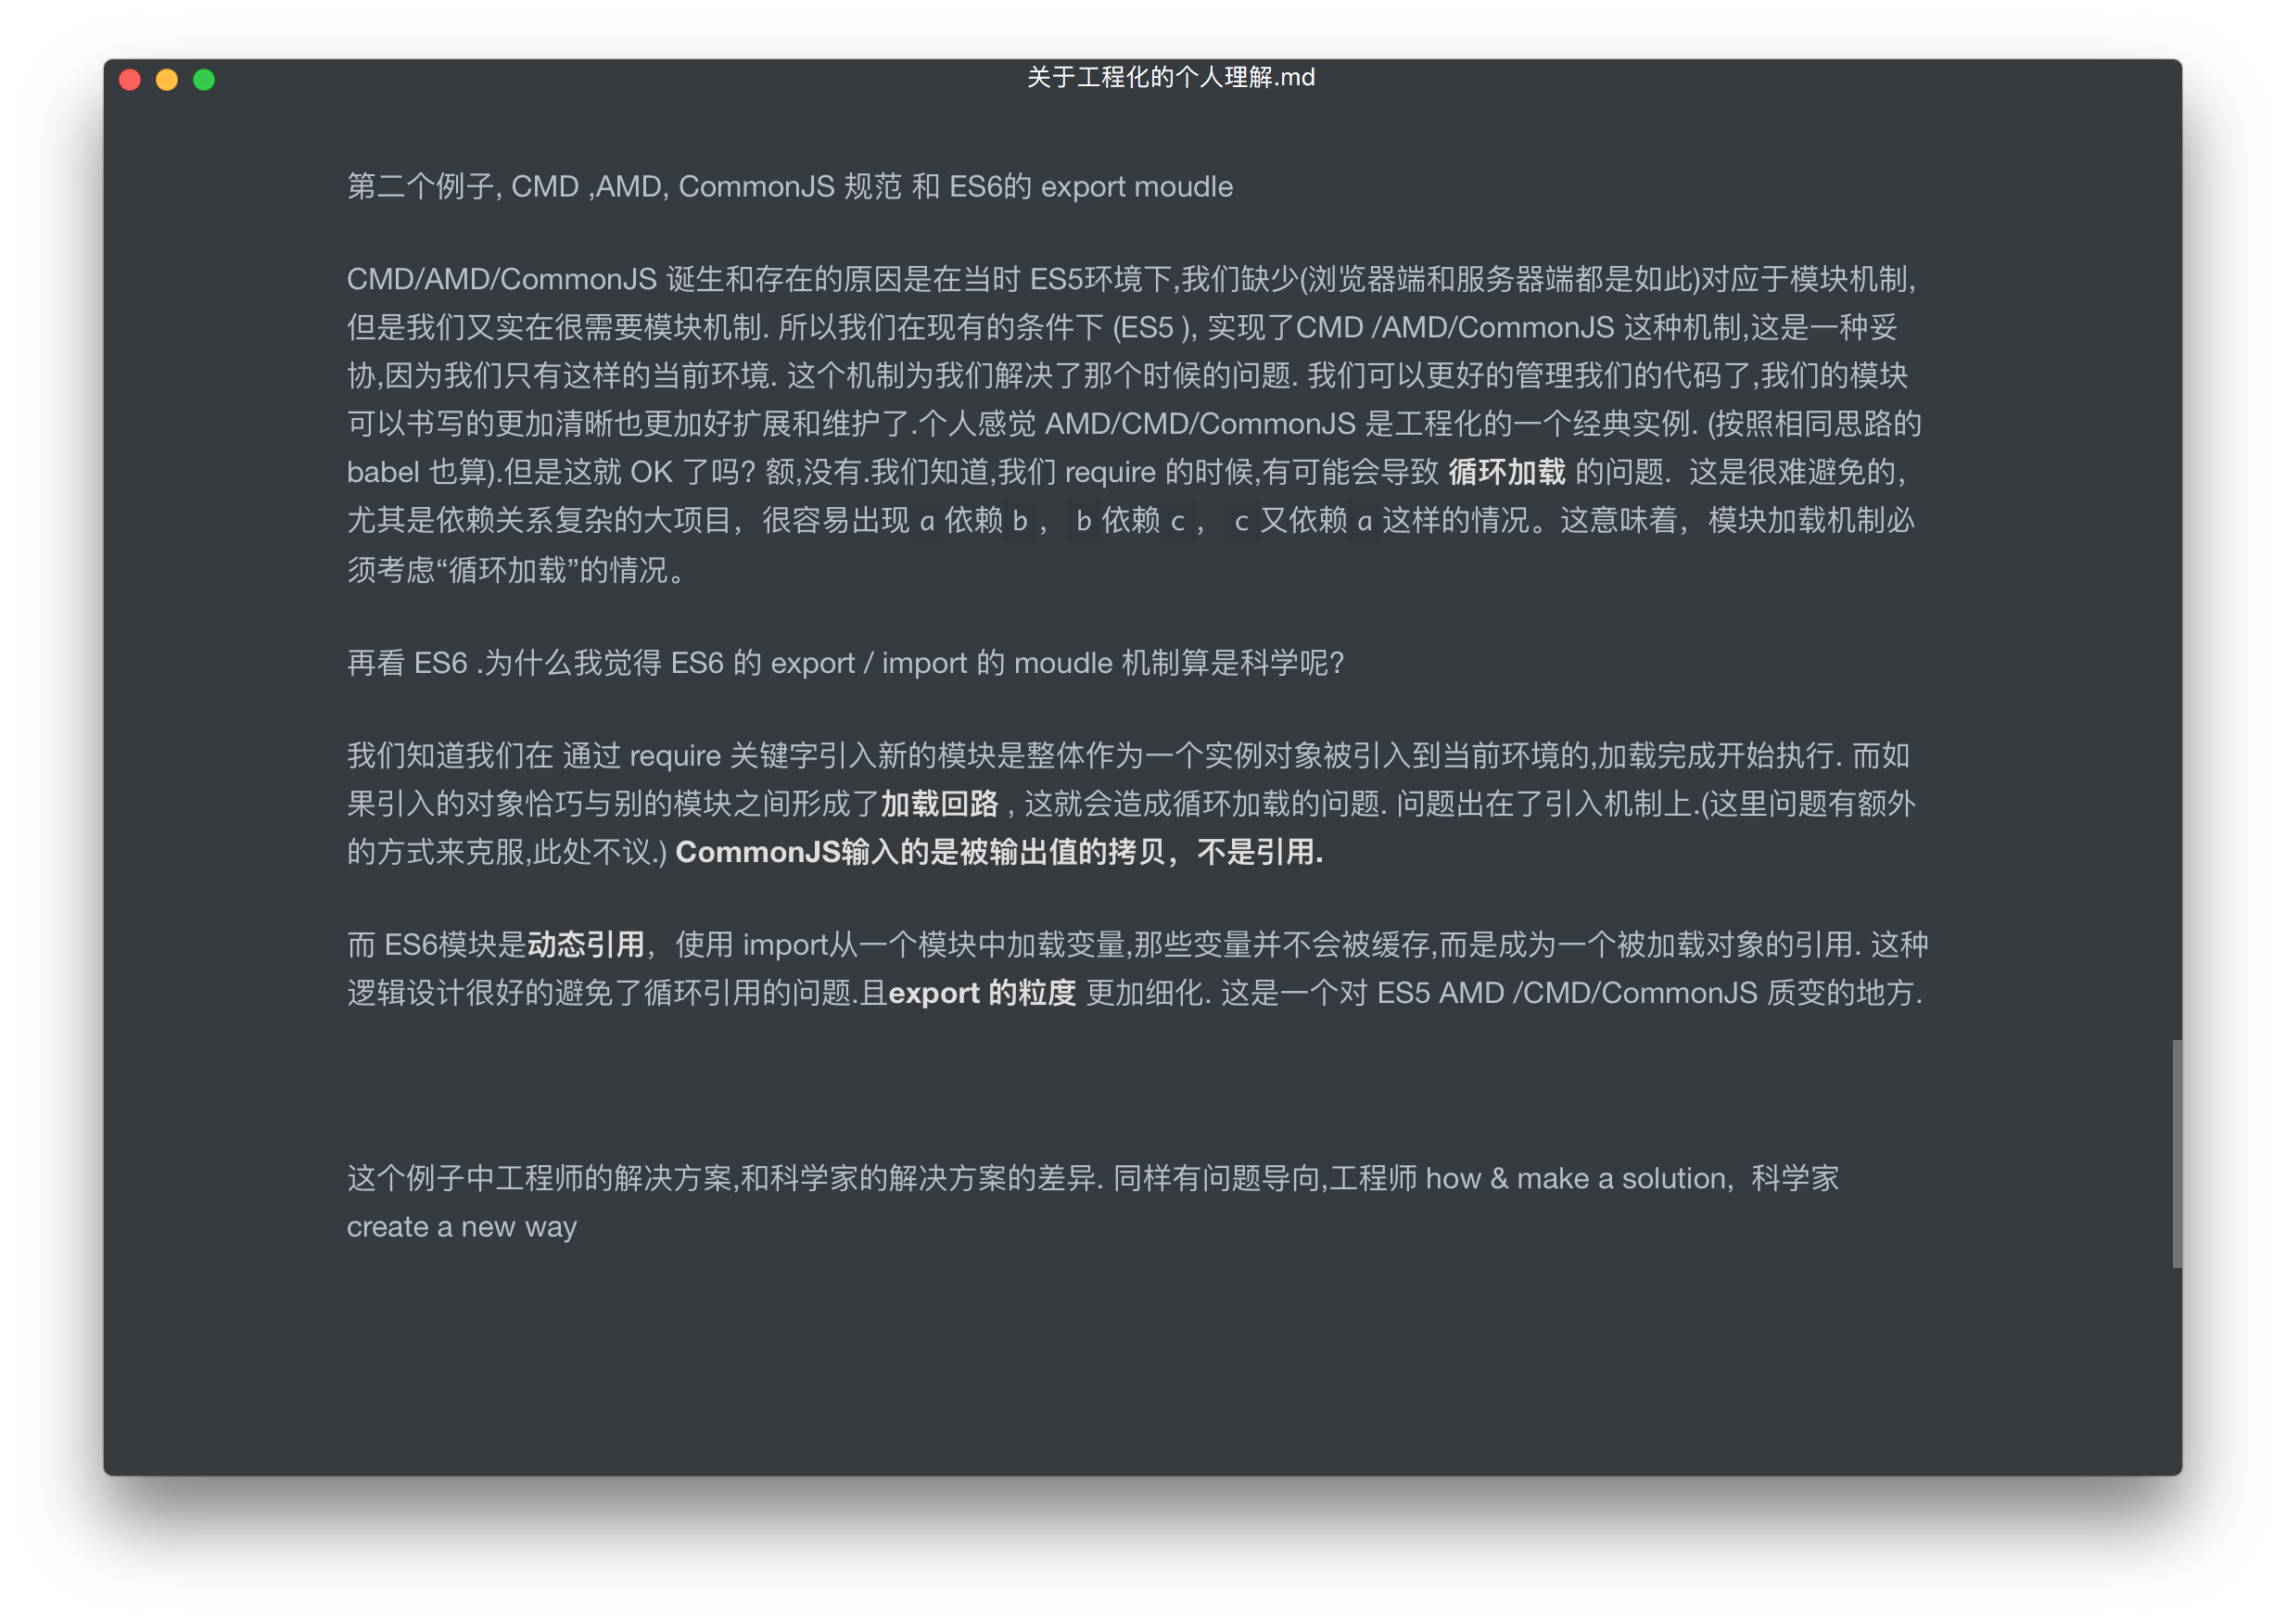 关于工程化的个人理解.md
第二个例子, CMD ,AMD, CommonJS 规范 和 ES6的 export moudle
CMD/AMD/CommonJS 诞生和存在的原因是在当时 ES5环境下,我们缺少(浏览器端和服务器端都是如此)对应于模块机制,
但是我们又实在很需要模块机制. 所以我们在现有的条件下 (ES5 ), 实现了CMD /AMD/CommonJS 这种机制,这是一种妥
协,因为我们只有这样的当前环境. 这个机制为我们解决了那个时候的问题. 我们可以更好的管理我们的代码了,我们的模块
可以书写的更加清晰也更加好扩展和维护了.个人感觉 AMD/CMD/CommonJS 是工程化的一个经典实例. (按照相同思路的
babel 也算).但是这就 OK 了吗? 额,没有.我们知道,我们 require 的时候,有可能会导致 循环加载 的问题. 这是很难避免的,
尤其是依赖关系复杂的大项目，很容易出现 a 依赖 b ， b 依赖 c ， c 又依赖 a 这样的情况。这意味着，模块加载机制必
须考虑“循环加载”的情况。
再看 ES6 .为什么我觉得 ES6 的 export / import 的 moudle 机制算是科学呢?
我们知道我们在 通过 require 关键字引入新的模块是整体作为一个实例对象被引入到当前环境的,加载完成开始执行. 而如
果引入的对象恰巧与别的模块之间形成了加载回路 , 这就会造成循环加载的问题. 问题出在了引入机制上.(这里问题有额外
的方式来克服,此处不议.) CommonJS输入的是被输出值的拷贝，不是引用.
而 ES6模块是动态引用，使用 import从一个模块中加载变量,那些变量并不会被缓存,而是成为一个被加载对象的引用. 这种
逻辑设计很好的避免了循环引用的问题.且export 的粒度 更加细化. 这是一个对 ES5 AMD /CMD/CommonJS 质变的地方.
这个例子中工程师的解决方案,和科学家的解决方案的差异. 同样有问题导向,工程师 how & make a solution，科学家
create a new way